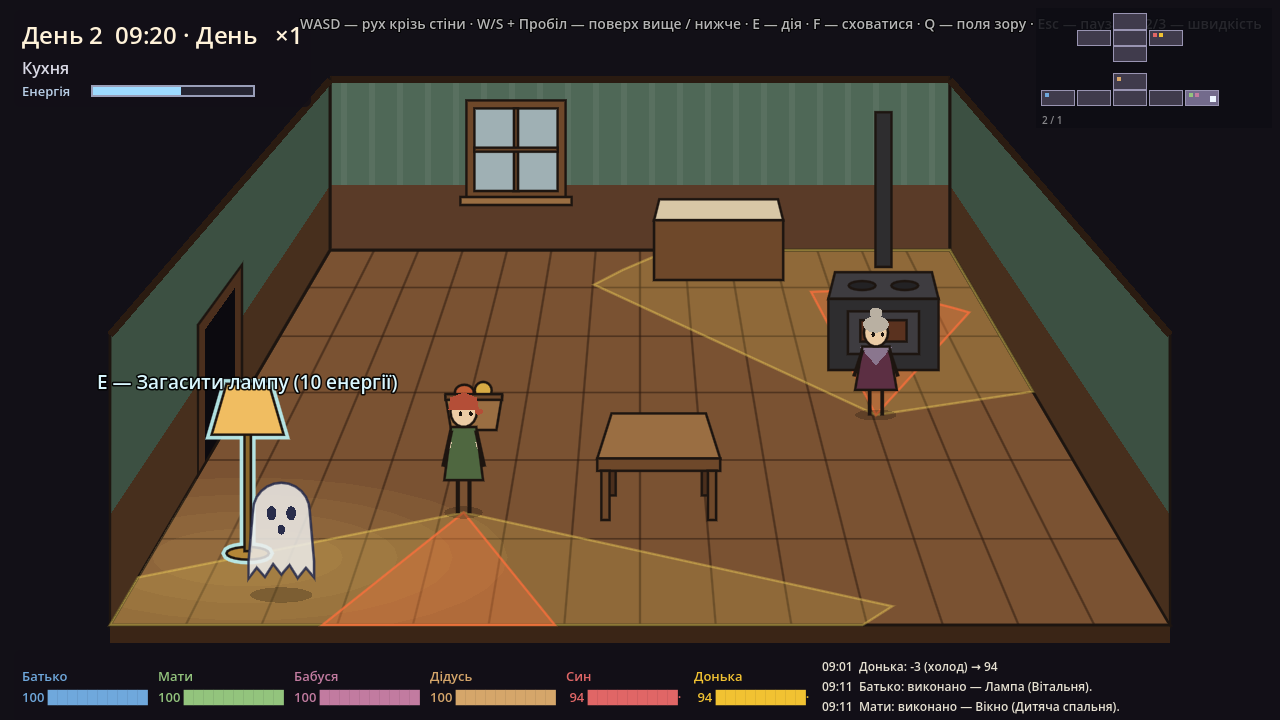 День 2 09:20 · День ×1
WASD — рух крізь стіни · W/S + Пробіл — поверх вище / нижче · E — дія · F — сховатися · Q — поля зору · Esc — пауза 2/3 — швидкість
Кухня
Енергія
2 / 1
E — Загасити лампу (10 енергії)
Батько
100
Мати
100
Бабуся
100
Дідусь
100
Син
94
Донька
94
09:01 Донька: -3 (холод) → 94
09:11 Батько: виконано — Лампа (Вітальня).
09:11 Мати: виконано — Вікно (Дитяча спальня).